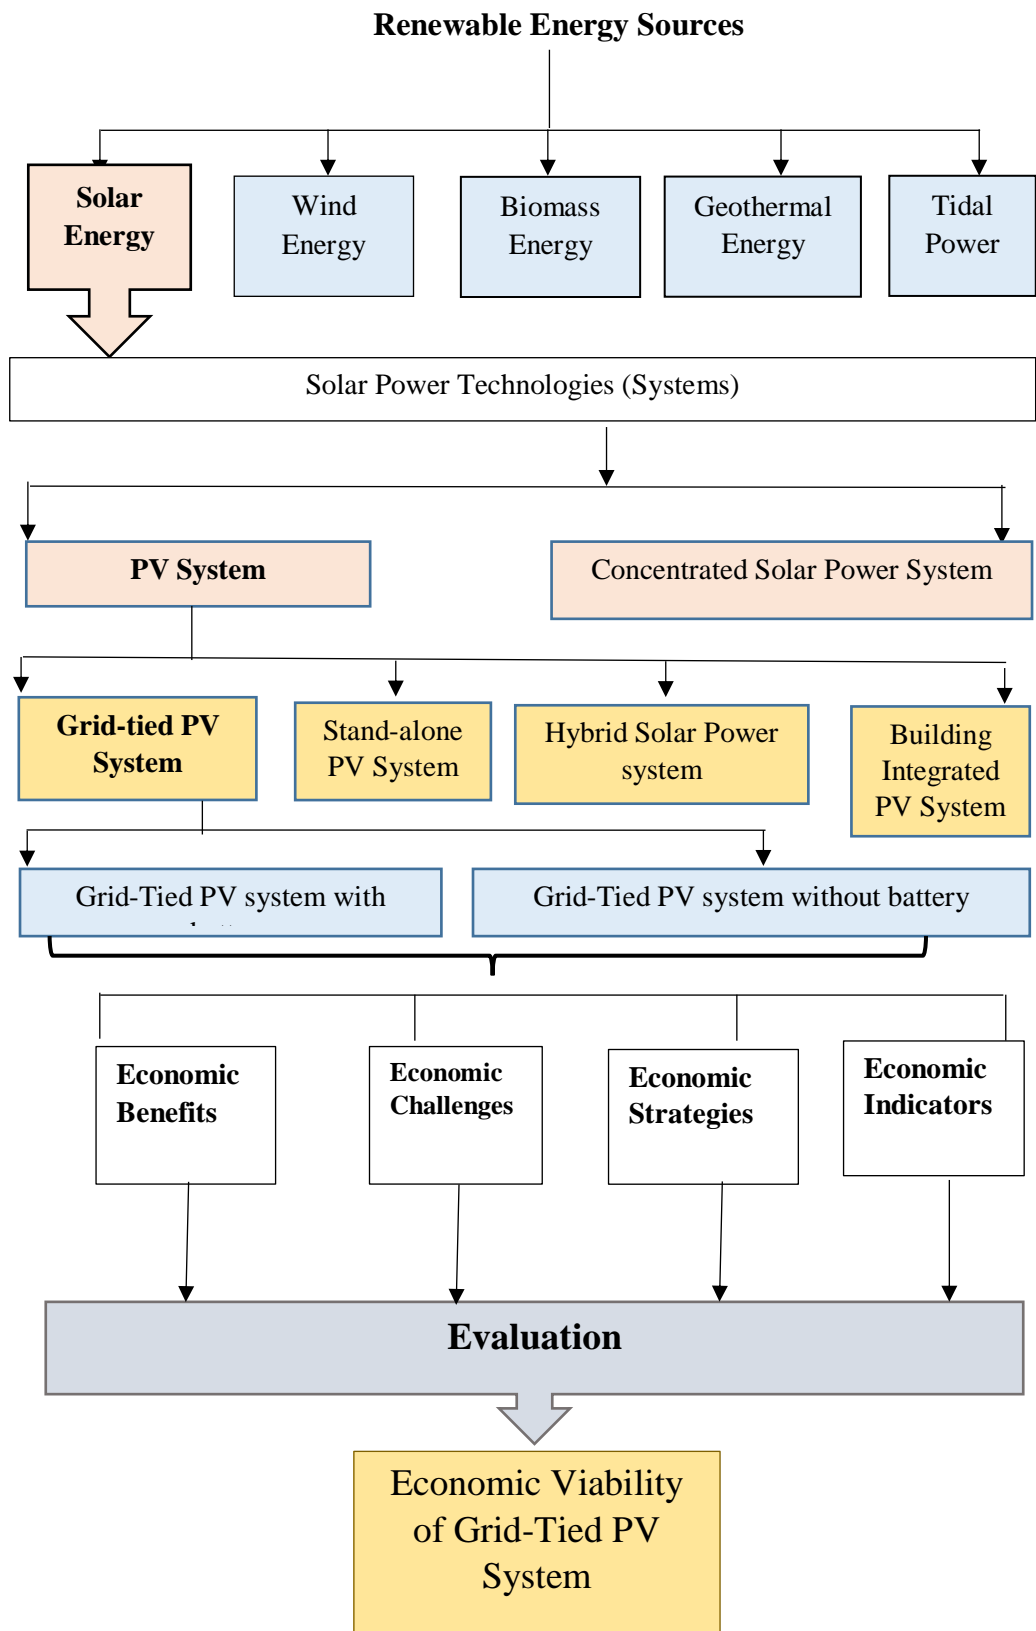 Renewable Energy Sources
Solar
Energy
Wind
Energy
Biomass
Energy
Geothermal
Energy
Tidal
Power
Solar Power Technologies (Systems)
PV System
Concentrated Solar Power System
Grid-tied PV
System
Stand-alone
PV System
Hybrid Solar Power
system
Building
Integrated
PV System
Grid-Tied PV system with
Grid-Tied PV system without battery
Economic
Benefits
Economic
Challenges
Economic
Strategies
Economic
Indicators
Evaluation
Economic Viability
of Grid-Tied PV
System